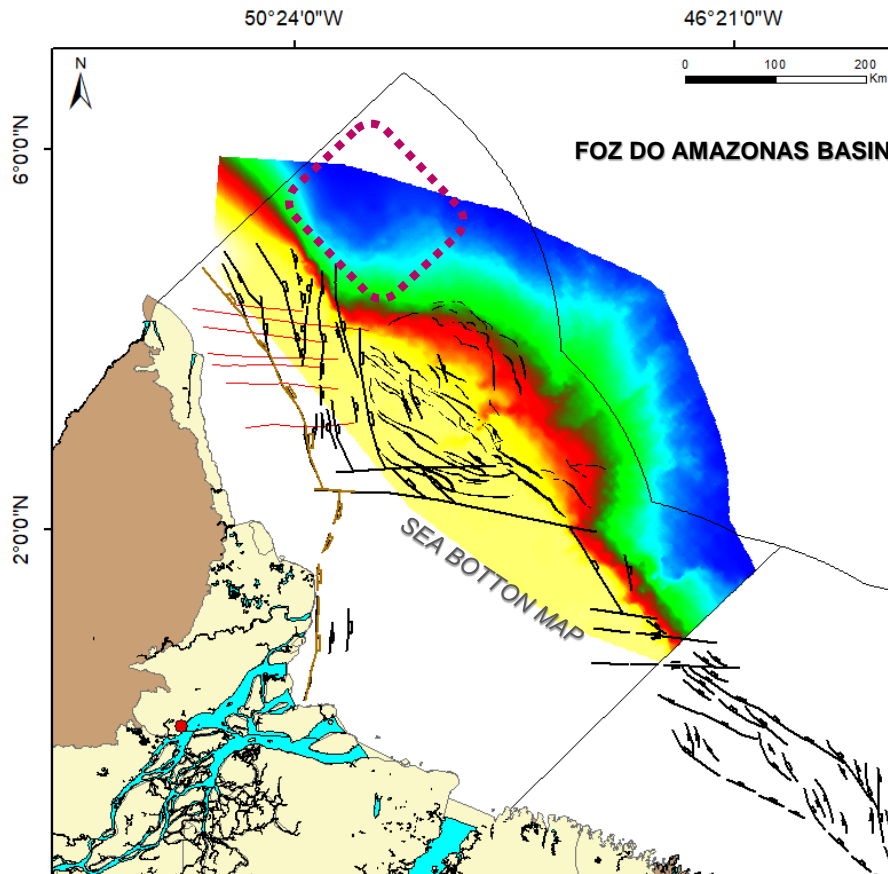 50°24'0"W
46°21'0"W
N
0 100 200
Km
6°0'0"N
FOZ DO AMAZONAS BASIN
2°0'0"N
SEA BOTTON MAP